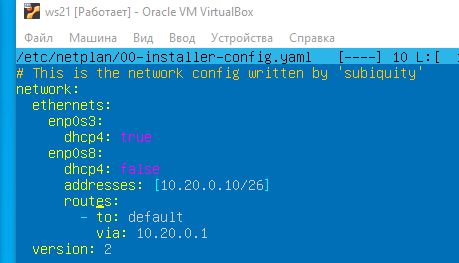 ws21 [Работает] - Oracle VM VirtualBox
Файл Машина Вид Ввод Устройства Справка
/etc/netplan/00-installer-config.yaml [----] 10 L:[
# This is the network config written by 'subiquity'
network:
  ethernets:
    enp0s3:
      dhcp4: true
    enp0s8:
      dhcp4: false
      addresses: [10.20.0.10/26]
      routes:
        - to: default
          via: 10.20.0.1
  version: 2